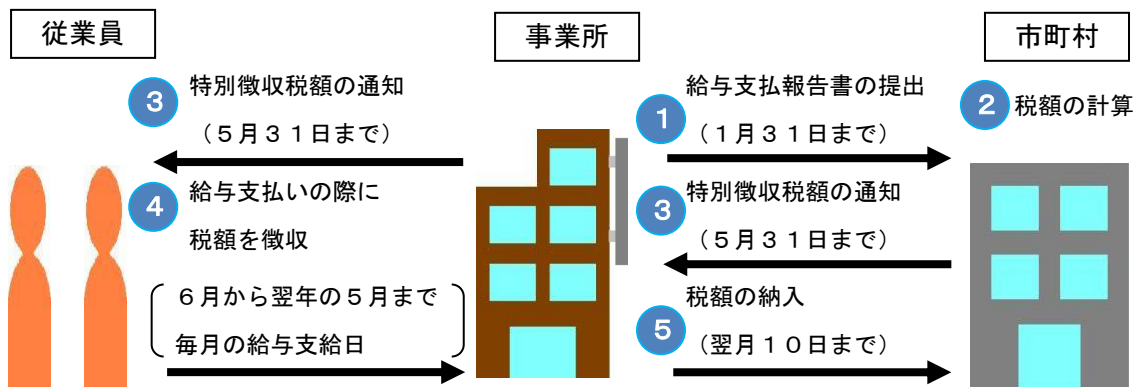 従業員
事業所
市町村
③
特別徴収税額の通知
（５月３１日まで）
④
給与支払いの際に
税額を徴収
６月から翌年の５月まで
毎月の給与支給日
①
給与支払報告書の提出
（１月３１日まで）
③
特別徴収税額の通知
（５月３１日まで）
⑤
税額の納入
（翌月１０日まで）
② 税額の計算